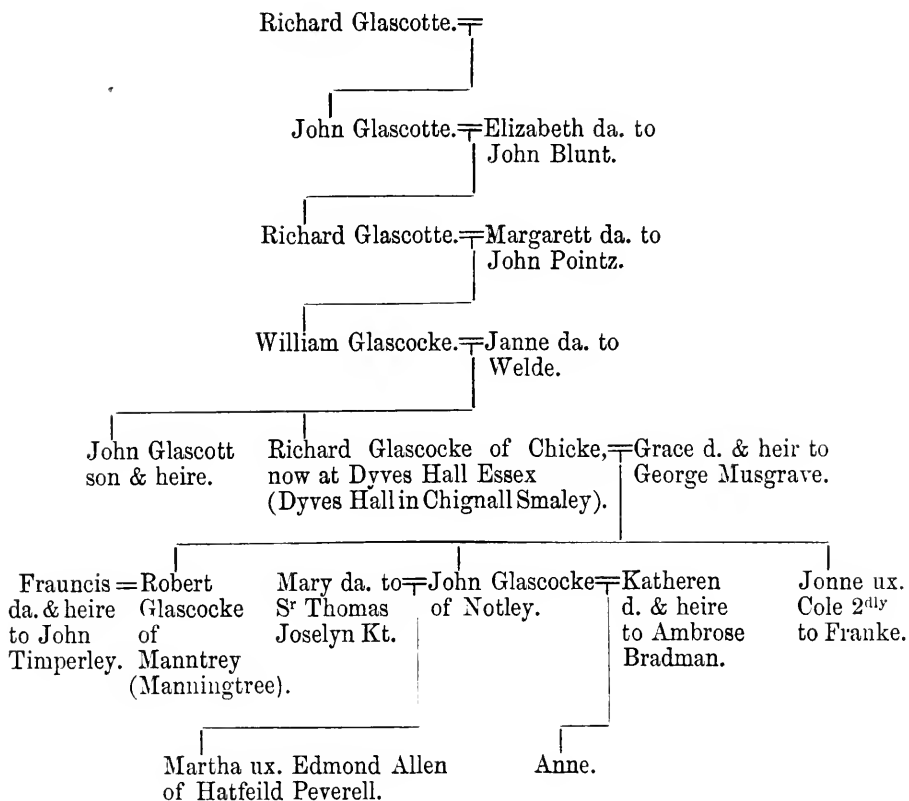 Richard Glascotte.
John Glascotte. Elizabeth da. to
John Blunt.
Richard Glascotte. Margarett da. to
John Pointz.
William Glascocke. Janne da. to
Welde.
John Glascott
son & heire.
Richard Glascocke of Chicke,
now at Dyves Hall Essex
(Dyves Hall in Chignall Smaley).
Grace d. & heir to
George Musgrave.
Frauncis
da. & heire
to John
Timperley.
Robert
Glascocke
of
Manntrey
(Manningtree).
Mary da. to
Sr Thomas
Joselyn Kt.
John Glascocke
of Notley.
Katheren
d. & heire
to Ambrose
Bradman.
Jonne ux.
Cole 2dly
to Franke.
Martha ux. Edmond Allen
of Hatfeild Peverell.
Anne.